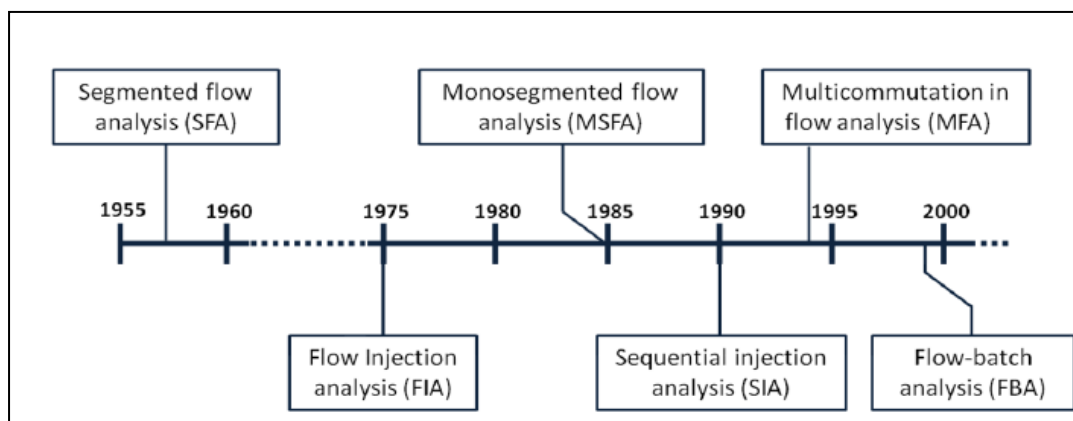 Segmented flow
analysis (SFA)
Monosegmented flow
analysis (MSFA)
Multicommutation in
flow analysis (MFA)
1955
1960
1975
1980
1985
1990
1995
2000
Flow Injection
analysis (FIA)
Sequential injection
analysis (SIA)
Flow-batch
analysis (FBA)